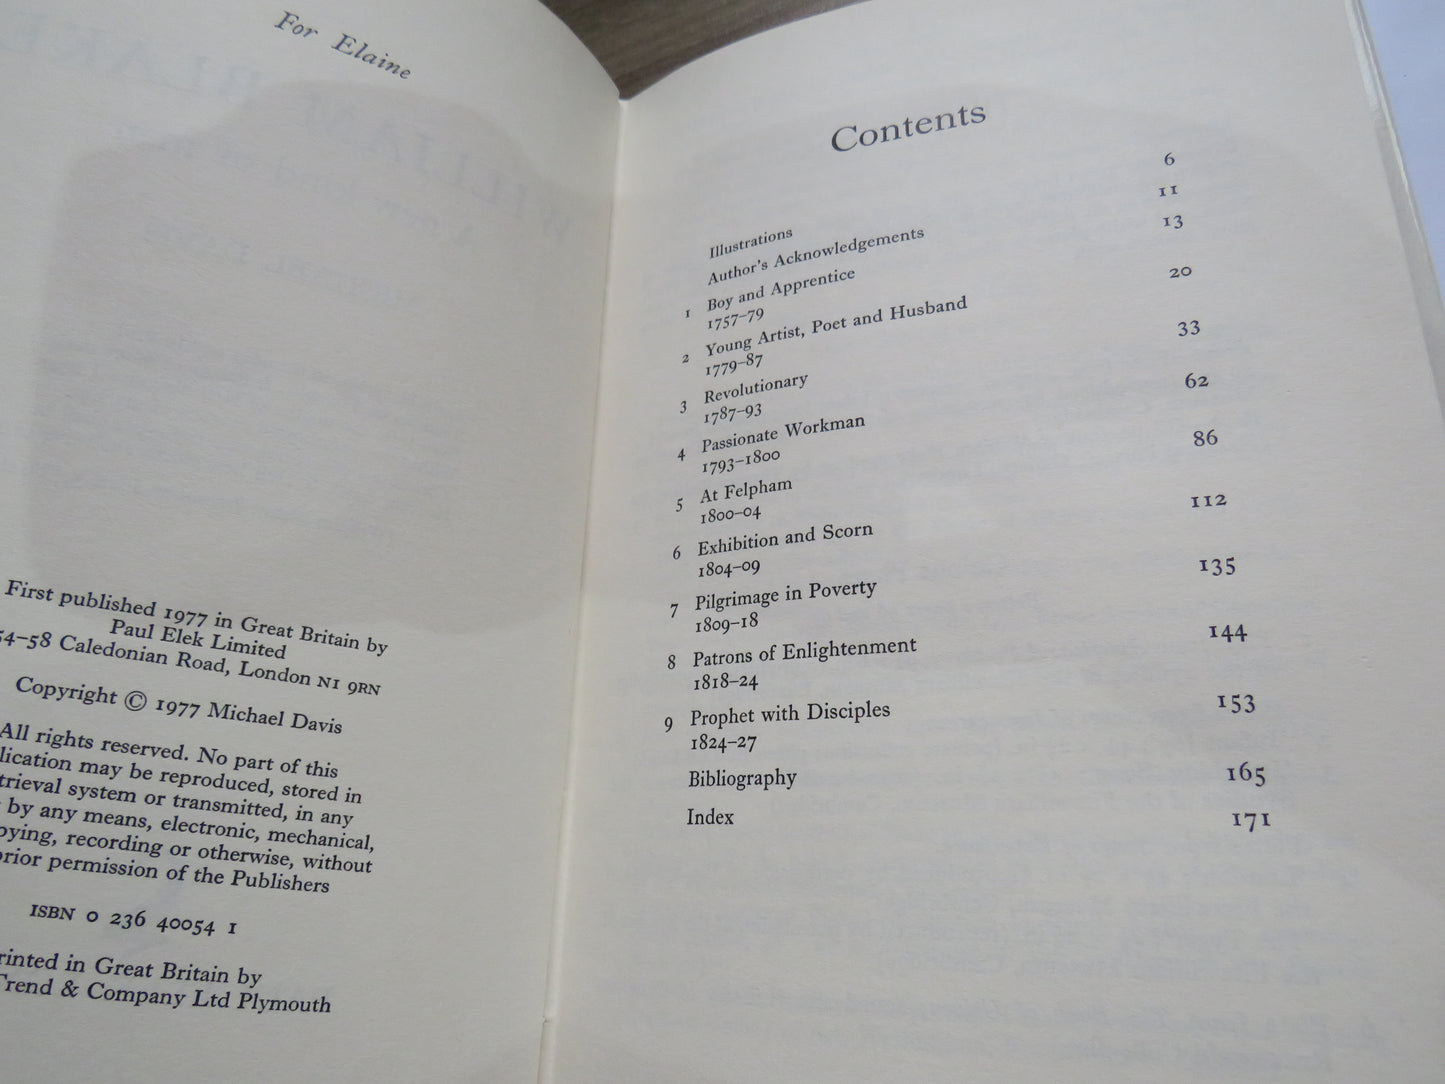 For Elaine
First published 1977 in Great Britain by
Paul Elek Limited
54–58 Caledonian Road, London N1 9RN
Copyright © 1977 Michael Davis
All rights reserved. No part of this
may be reproduced, stored in
system or transmitted, in any
by any means, electronic, mechanical,
recording or otherwise, without
permission of the Publishers
ISBN 0 236 40054 1
in Great Britain by
& Company Ltd Plymouth
Contents
Illustrations 6
Author's Acknowledgements 11
1 Boy and Apprentice 13
1757–79
2 Young Artist, Poet and Husband 20
1779–87
3 Revolutionary 33
1787–93
4 Passionate Workman 62
1793–1800
5 At Felpham 86
1800–04
6 Exhibition and Scorn 112
1804–09
7 Pilgrimage in Poverty 135
1809–18
8 Patrons of Enlightenment 144
1818–24
9 Prophet with Disciples 153
1824–27
Bibliography 165
Index 171